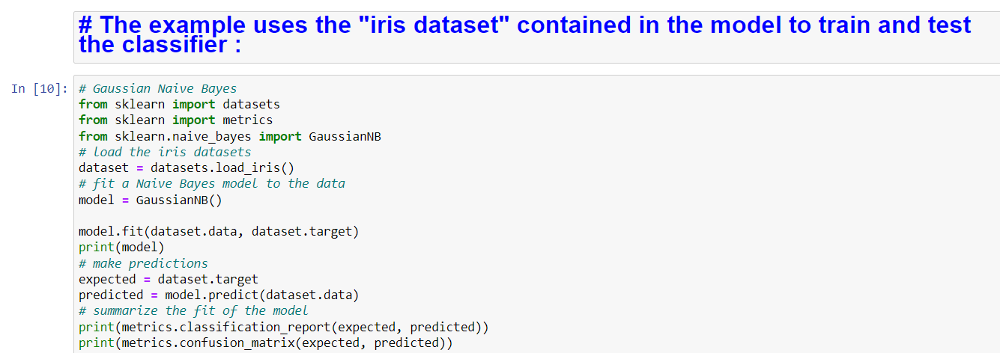 # The example uses the "iris dataset" contained in the model to train and test
the classifier :
In [10]: # Gaussian Naive Bayes
from sklearn import datasets
from sklearn import metrics
from sklearn.naive_bayes import GaussianNB
# load the iris datasets
dataset = datasets.load_iris()
# fit a Naive Bayes model to the data
model = GaussianNB()
model.fit(dataset.data, dataset.target)
print(model)
# make predictions
expected = dataset.target
predicted = model.predict(dataset.data)
# summarize the fit of the model
print(metrics.classification_report(expected, predicted))
print(metrics.confusion_matrix(expected, predicted))